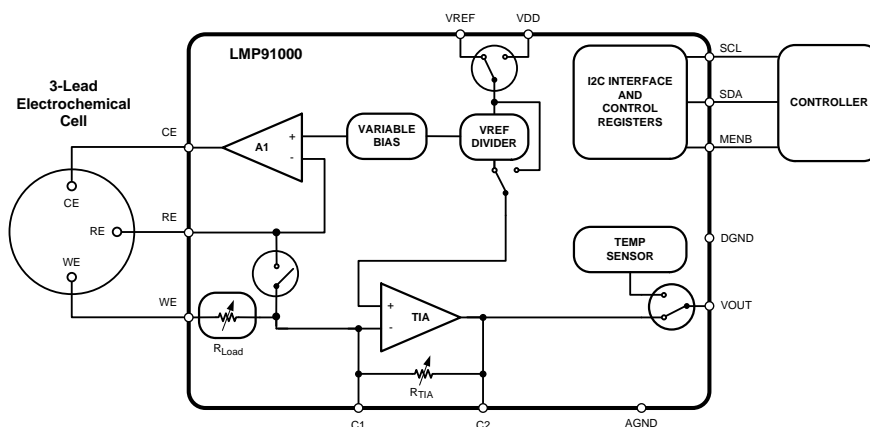 VREF VDD
LMP91000
SCL
3-Lead
Electrochemical
Cell
I2C INTERFACE
AND
CONTROL
REGISTERS
SDA
CONTROLLER
CE
VARIABLE
BIAS
VREF
DIVIDER
+
-
A1
MENB
CE
RE
RE
WE
WE
TEMP
SENSOR
DGND
+
-
TIA
VOUT
RLoad
RTIA
C1 C2 AGND